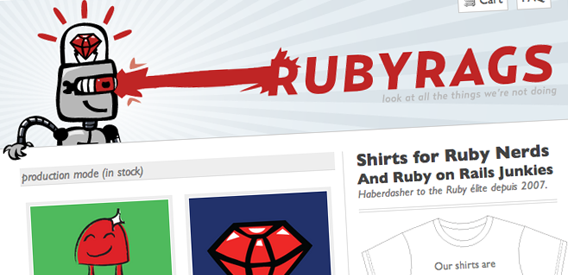 Cart
FAQ
RUBYRAGS
look at all the things we're not doing
production mode (in stock)
Shirts for Ruby Nerds
And Ruby on Rails Junkies
Haberdasher to the Ruby élite depuis 2007.
Our shirts are